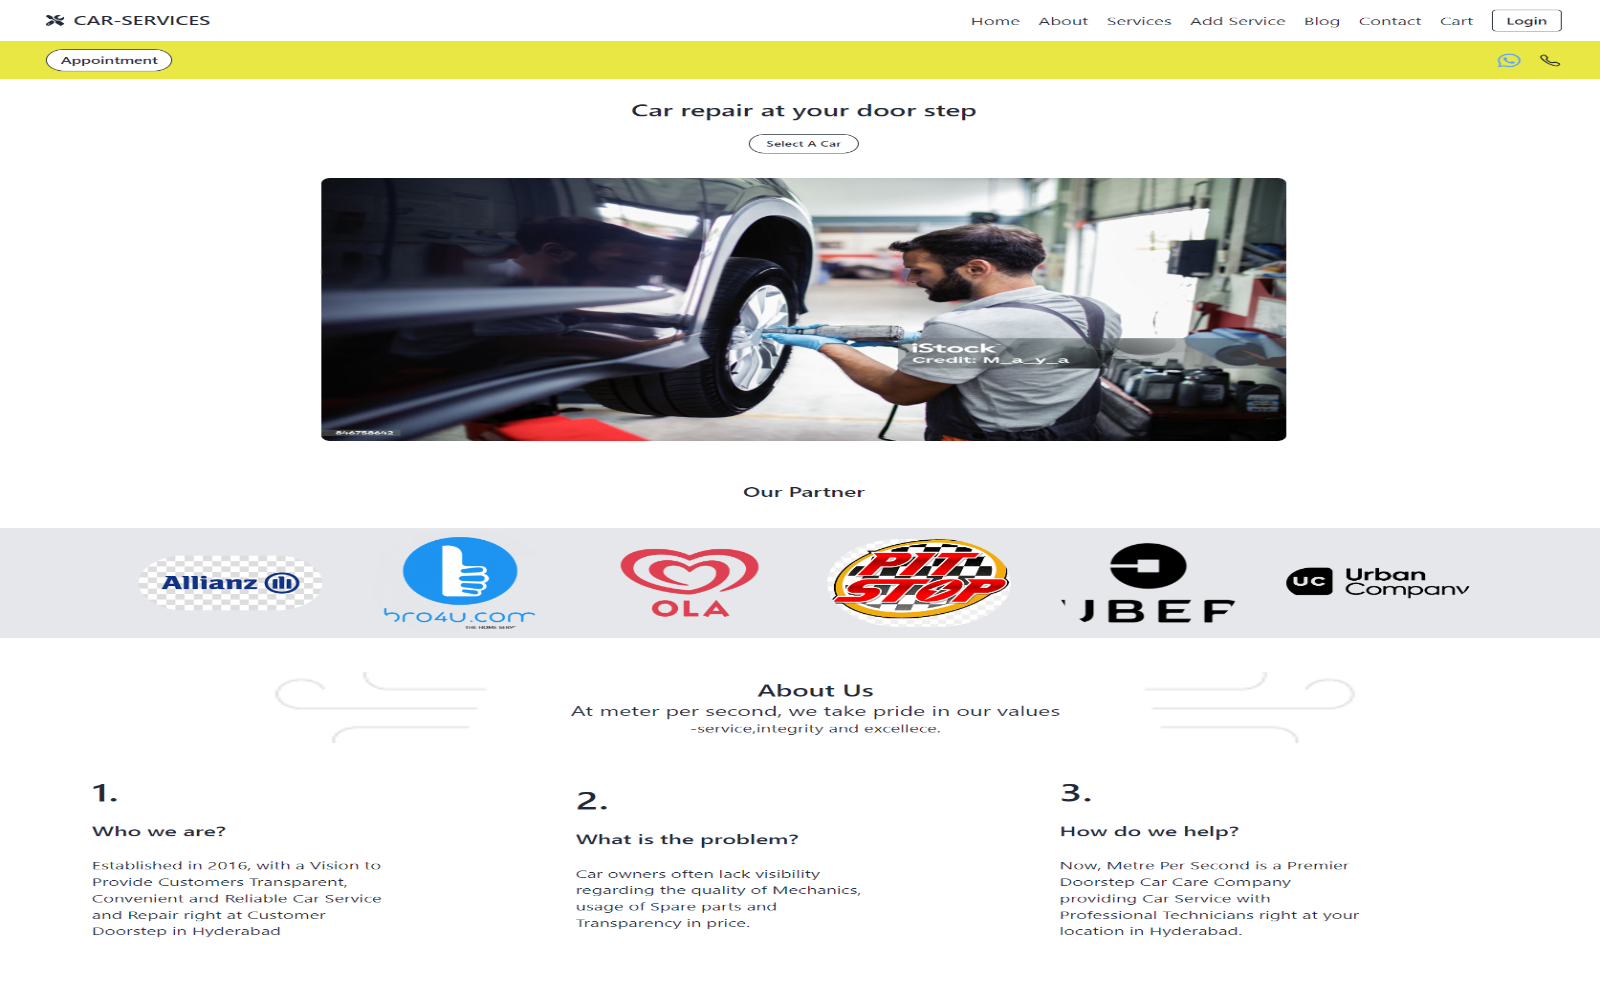 CAR-SERVICES
Home About Services Add Service Blog Contact Cart Login
Appointment
Car repair at your door step
Select A Car
iStock
Credit: M_a_y_a
846758642
Our Partner
Allianz
bro4u.com
THE HOME SERV
OLA
PIT
STOP
UBER
UC Urban
Company
About Us
At meter per second, we take pride in our values
-service,integrity and excellece.
1.
Who we are?
Established in 2016, with a Vision to
Provide Customers Transparent,
Convenient and Reliable Car Service
and Repair right at Customer
Doorstep in Hyderabad
2.
What is the problem?
Car owners often lack visibility
regarding the quality of Mechanics,
usage of Spare parts and
Transparency in price.
3.
How do we help?
Now, Metre Per Second is a Premier
Doorstep Car Care Company
providing Car Service with
Professional Technicians right at your
location in Hyderabad.